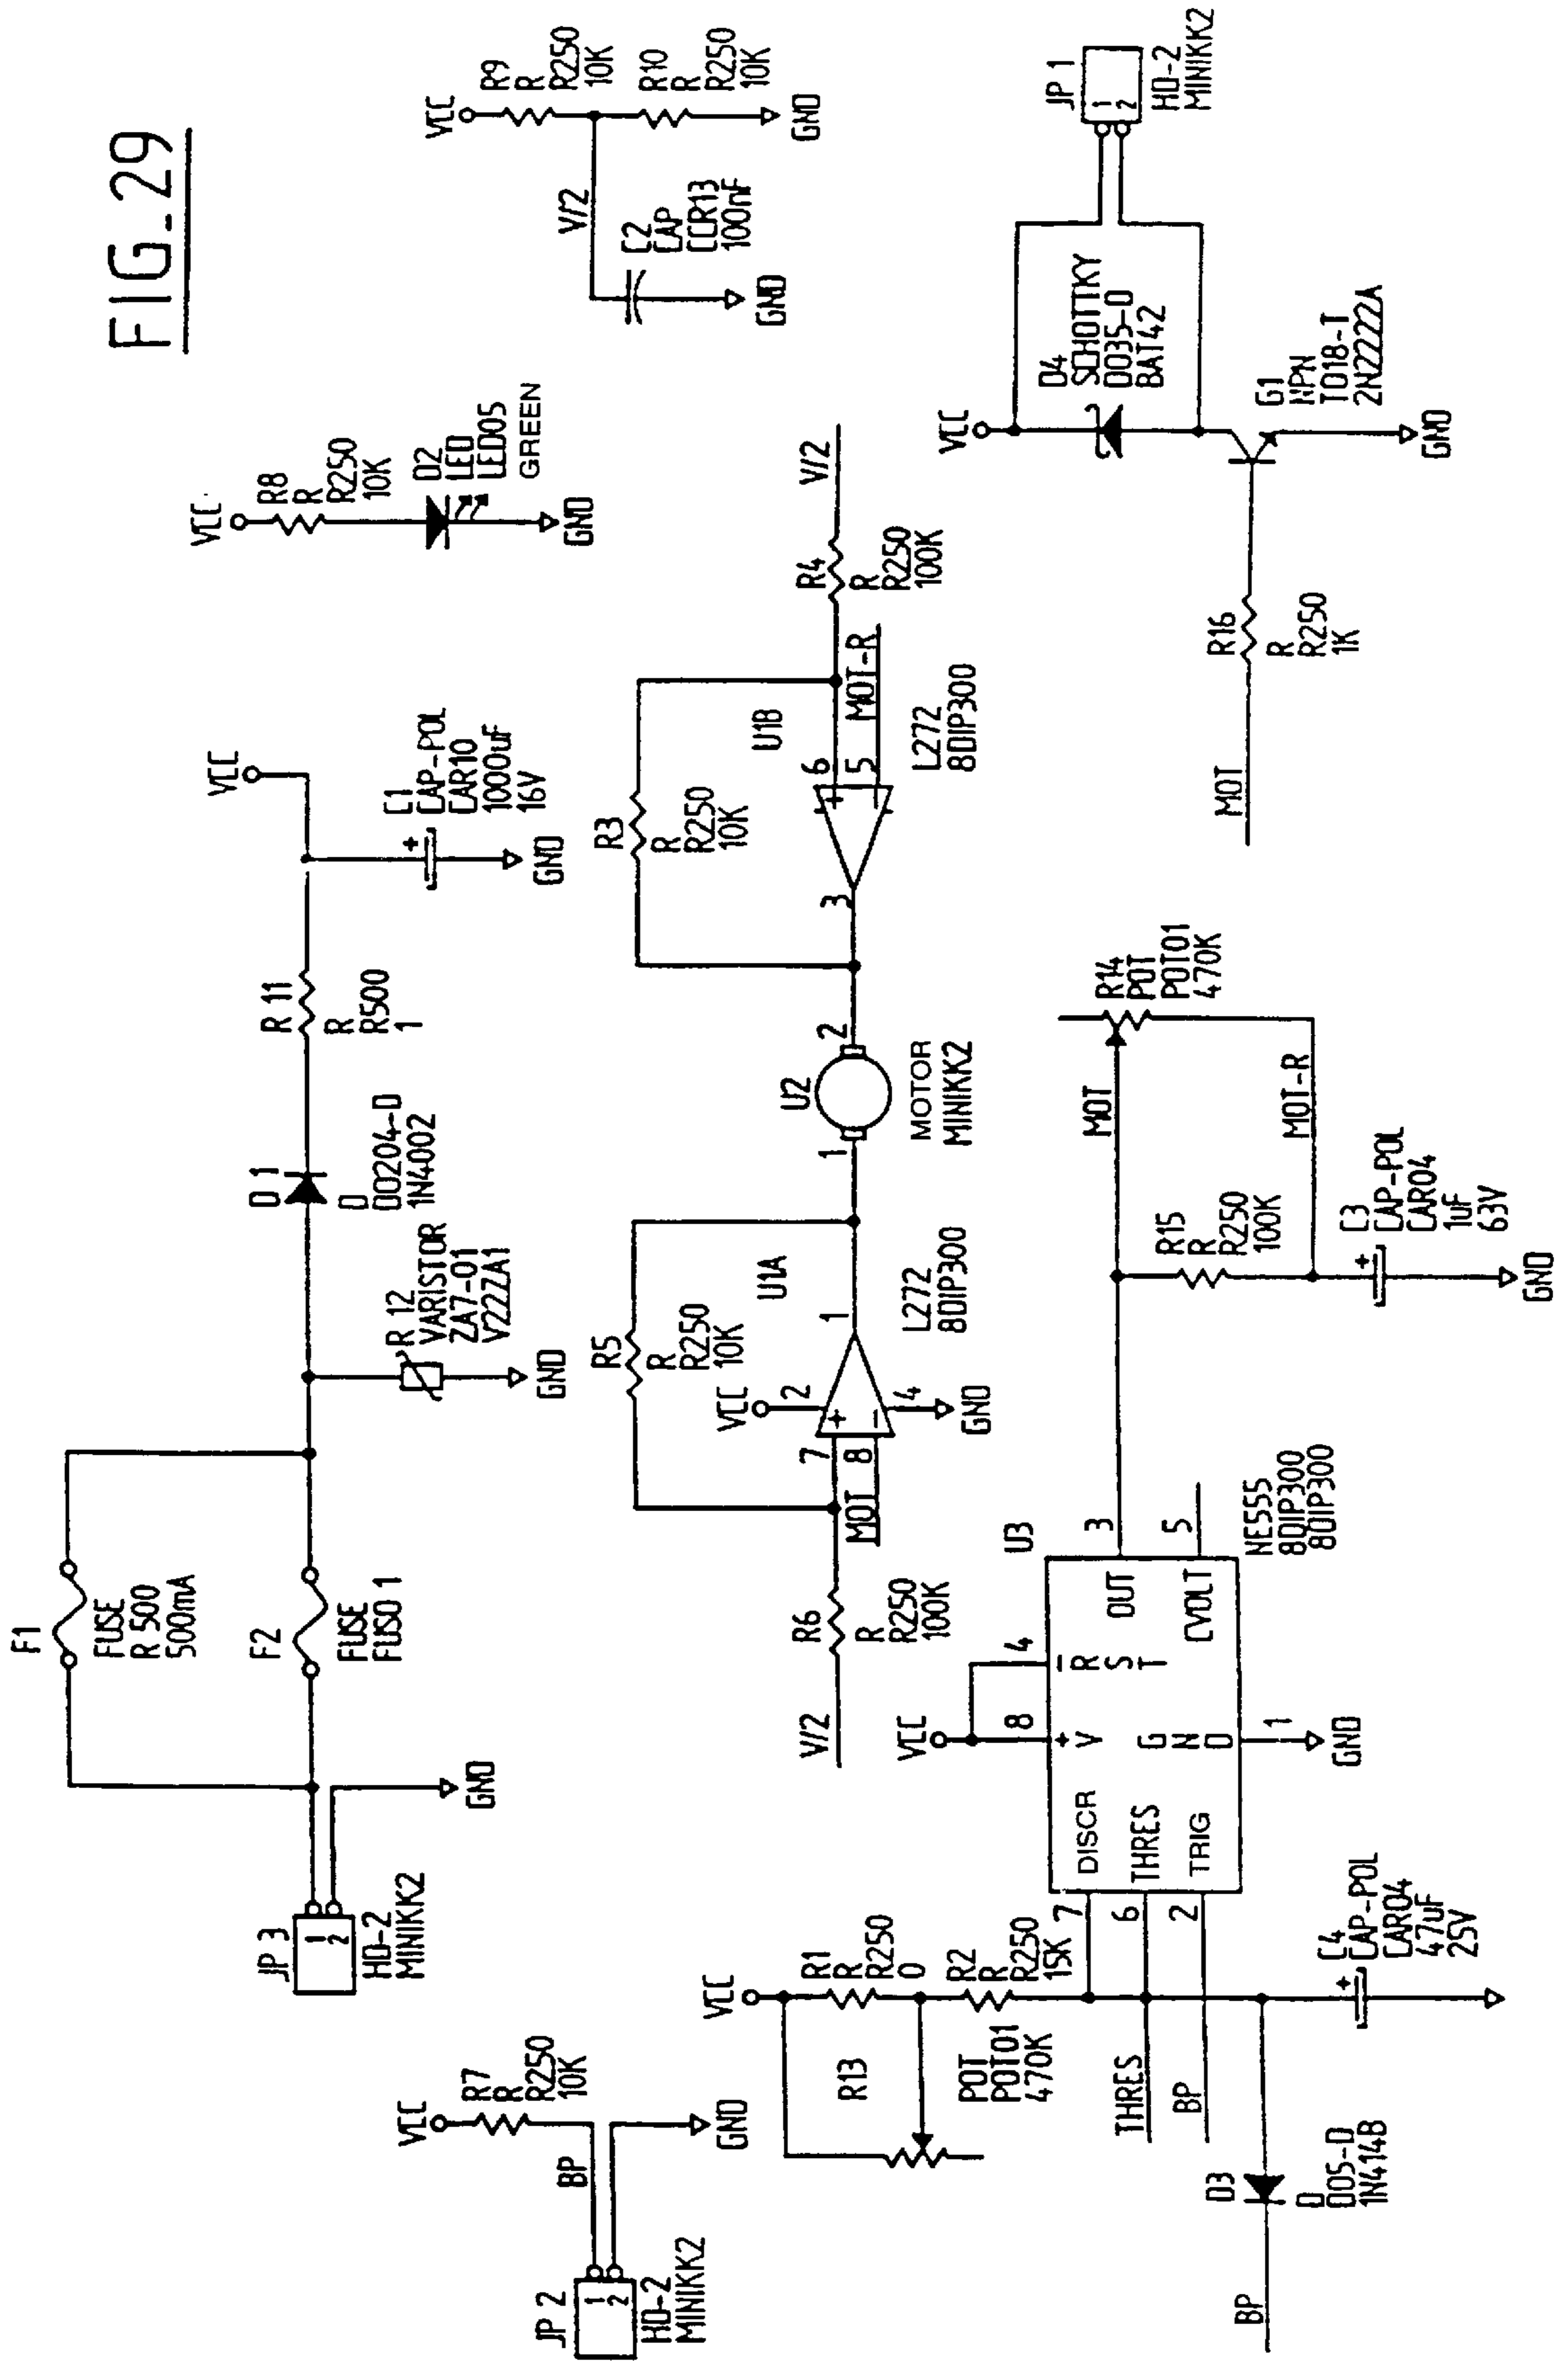 FIG_29
F1
FUSE
R 500
500mA
F2
FUSE
FUSO 1
JP 3
1
2
HD-2
MINIKK2
GND
R 12
VARISTOR
ZA7-01
V22ZA1
GND
D 1
D
DO204-D
1N4002
R 11
R
R500
1
VCC
C1
CAP-POL
CAR10
1000uF
16V
GND
VCC
R8
R
R250
10K
D2
LED
LED05
GREEN
GND
VCC
R9
R
R250
10K
V/2
R10
R
R250
10K
C2
CAP
CCR13
100nF
GND
GND
JP 2
1
2
HD-2
MINIKK2
VCC
R7
R
R250
10K
BP
GND
V/2
R6
R
R250
100K
R5
R
R250
10K
VCC
2
7
8
MOT
+
−
4
GND
1
U1A
L272
8DIP300
1
U2
2
MOTOR
MINIKK2
R3
R
R250
10K
U1B
3
6
5
+
−
MOT-R
L272
8DIP300
R4
R
R250
100K
V/2
VCC
R1
R
R250
0
R2
R
R250
15K
R13
POT
POT01
470K
THRES
BP
BP
D3
D
DO5-D
1N414B
C4
CAP-POL
CAR04
47uF
25V
VCC
8
4
7
6
2
DISCR
THRES
TRIG
+
V
R
S
T
G
N
D
OUT
CVOLT
3
5
1
GND
U3
NE555
8DIP300
8DIP300
MOT
R14
POT
POT01
470K
R15
R
R250
100K
MOT-R
C3
CAP-POL
CAR04
1uF
63V
GND
MOT
R16
R
R250
1K
VCC
D4
SCHOTTKY
DO35-D
BAT42
G1
NPN
TO18-T
2N2222A
GND
JP 1
1
2
HD-2
MINIKK2